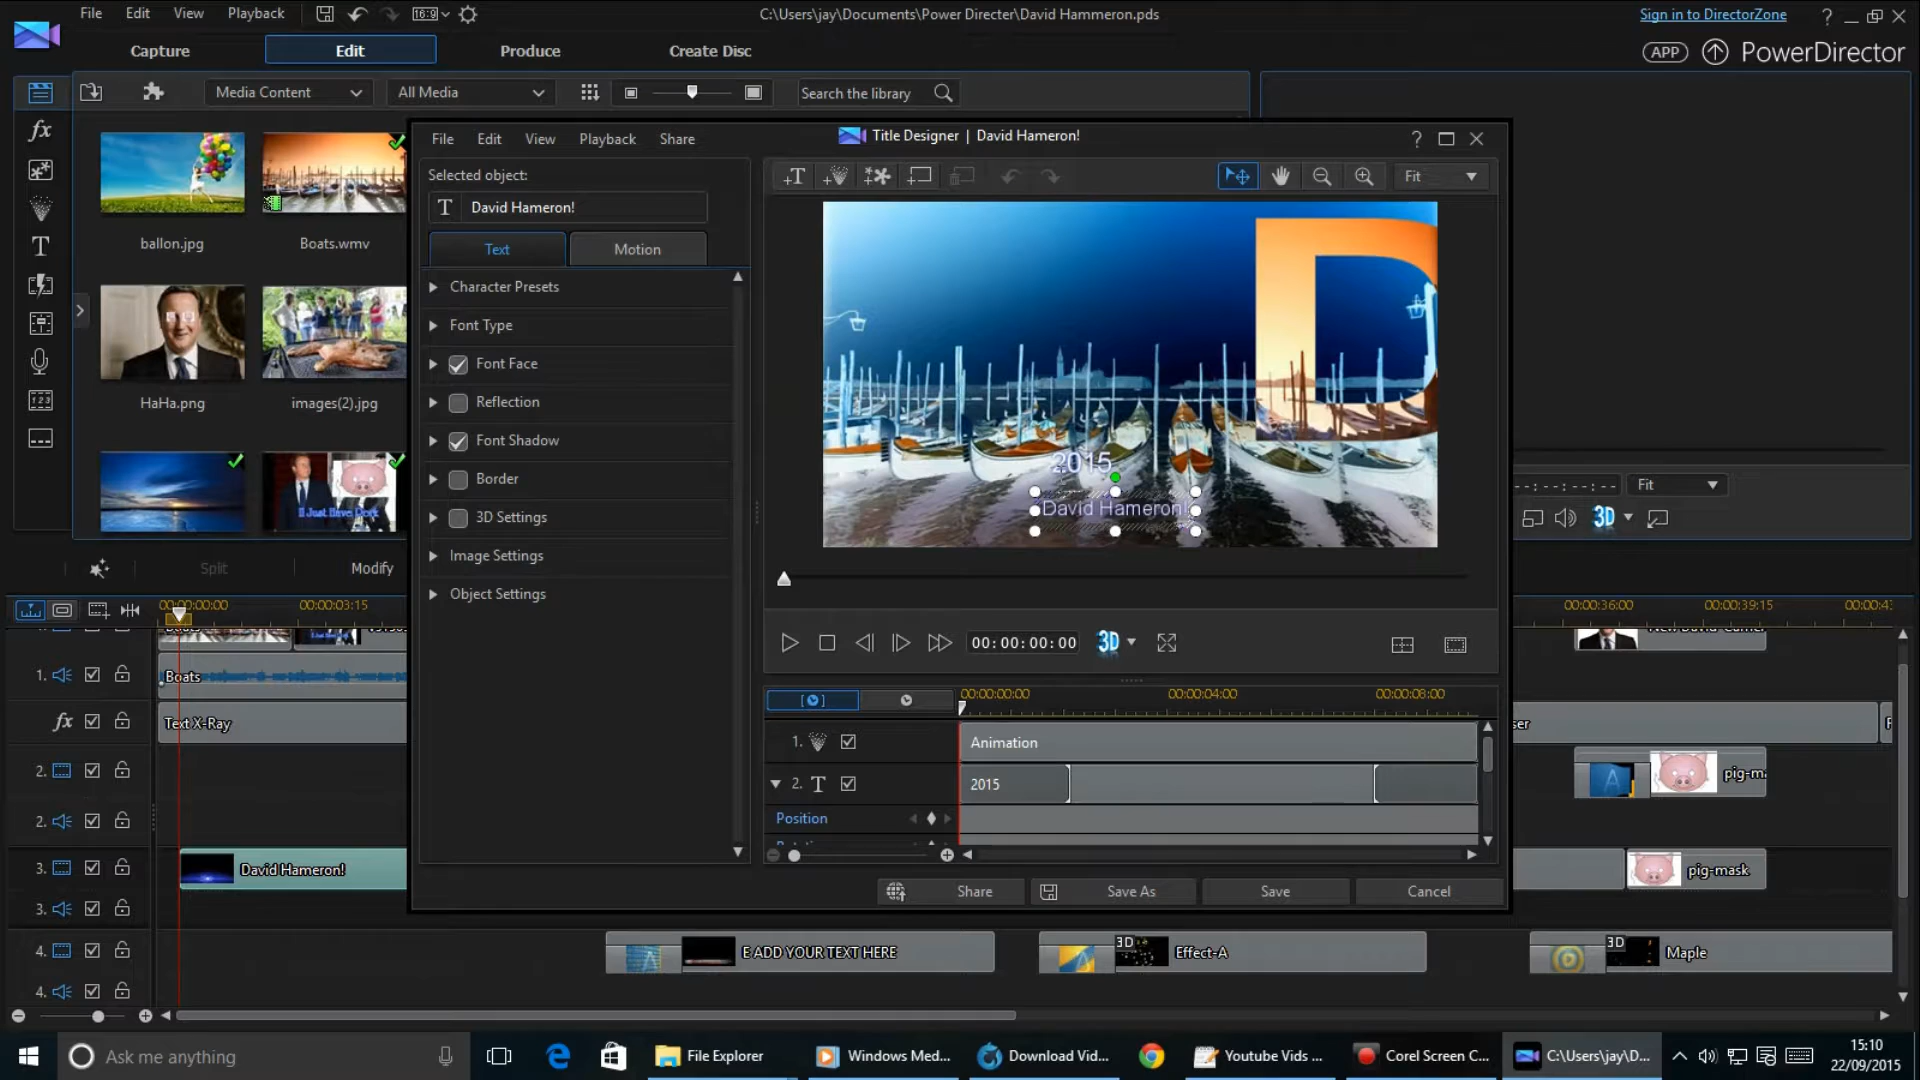 File Edit View Playback 16:9 C:\Users\jay\Documents\Power Directer\David Hammeron.pds Sign in to DirectorZone ?
Capture Edit Produce Create Disc APP PowerDirector
Media Content All Media Search the library
fx
T
ballon.jpg Boats.wmv
HaHa.png images(2).jpg
Split Modify
File Edit View Playback Share Title Designer | David Hameron! ?
Selected object:
T David Hameron!
Text Motion
Character Presets
Font Type
Font Face
Reflection
Font Shadow
Border
3D Settings
Image Settings
Object Settings
+T Fit
D
2015
David Hameron!
00:00:00:00 3D
00:00:00:00 00:00:04:00 00:00:08:00
1. Animation
2. T 2015
Position
Share Save As Save Cancel
--:--:--:-- Fit
3D
00:00:00:00 00:00:03:15 00:00:36:00 00:00:39:15
1. Boats
fx Text X-Ray
2. pig-m
2.
3. David Hameron! pig-mask
3.
4. E ADD YOUR TEXT HERE 3D Effect-A 3D Maple
4.
Ask me anything File Explorer Windows Med... Download Vid... Youtube Vids ... Corel Screen C... C:\Users\jay\D... 15:10
22/09/2015